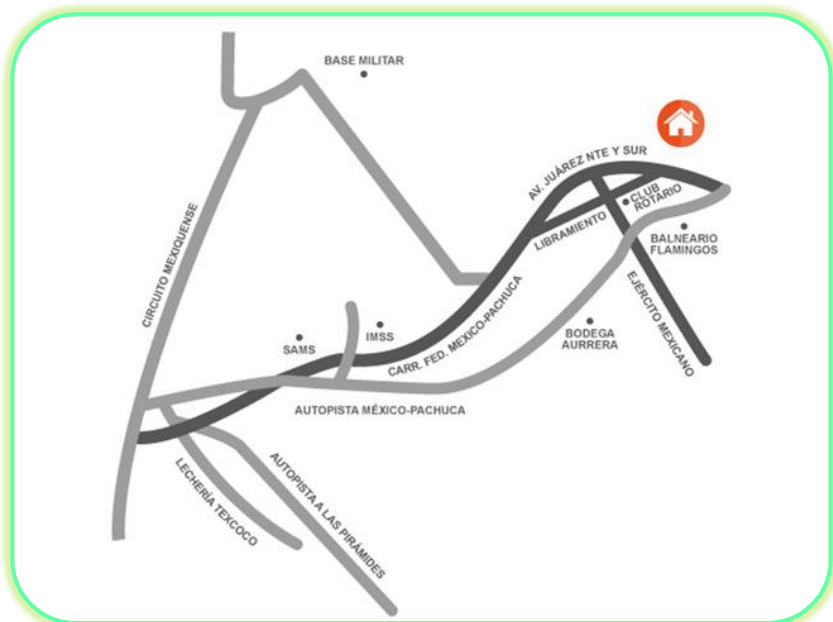 BASE MILITAR
AV. JUÁREZ NTE Y SUR
CLUB
ROTARIO
LIBRAMIENTO
BALNEARIO
FLAMINGOS
CIRCUITO MEXIQUENSE
EJÉRCITO MEXICANO
IMSS
SAMS
BODEGA
AURRERA
CARR. FED. MEXICO-PACHUCA
AUTOPISTA MÉXICO-PACHUCA
LECHERÍA TEXCOCO
AUTOPISTA A LAS PIRÁMIDES